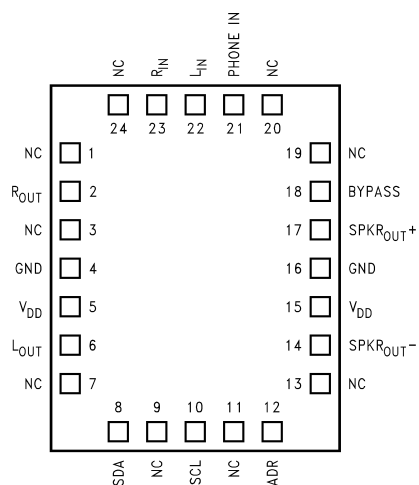 NC R_IN L_IN PHONE IN NC
24 23 22 21 20
NC 1 19 NC
R_OUT 2 18 BYPASS
NC 3 17 SPKR_OUT+
GND 4 16 GND
V_DD 5 15 V_DD
L_OUT 6 14 SPKR_OUT-
NC 7 13 NC
8 9 10 11 12
SDA NC SCL NC ADR